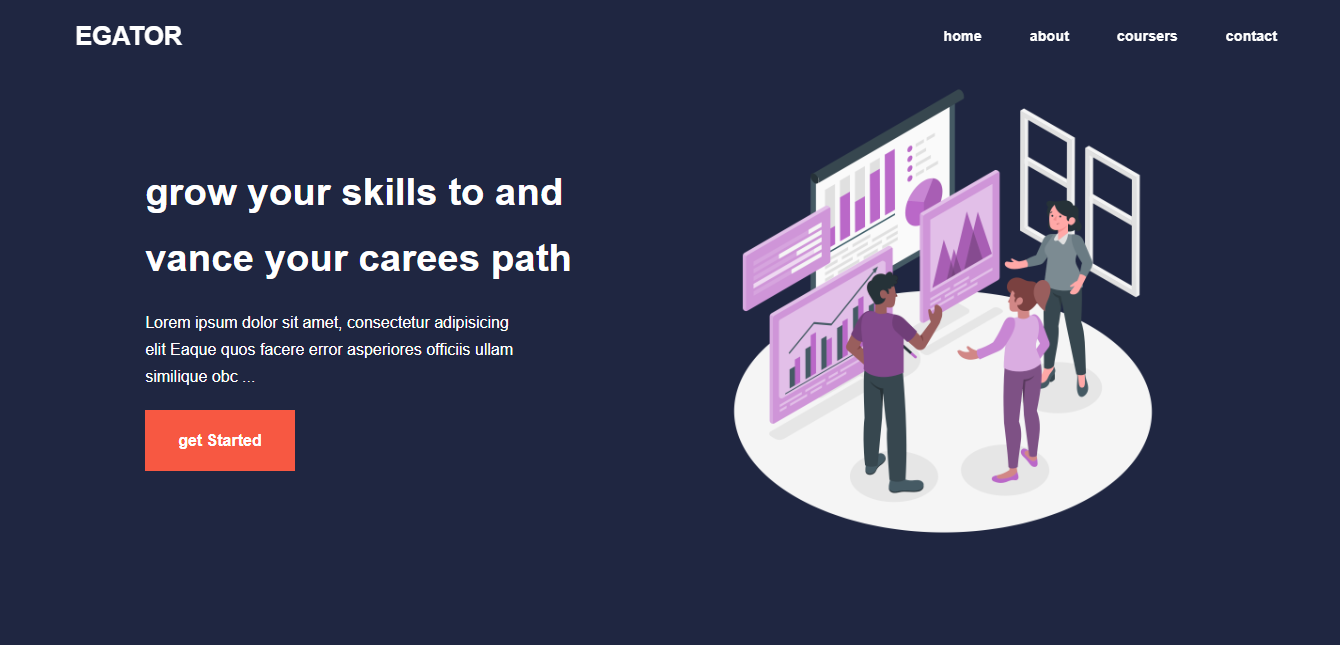 EGATOR
home
about
coursers
contact
grow your skills to and
vance your carees path
Lorem ipsum dolor sit amet, consectetur adipisicing
elit Eaque quos facere error asperiores officiis ullam
similique obc ...
get Started